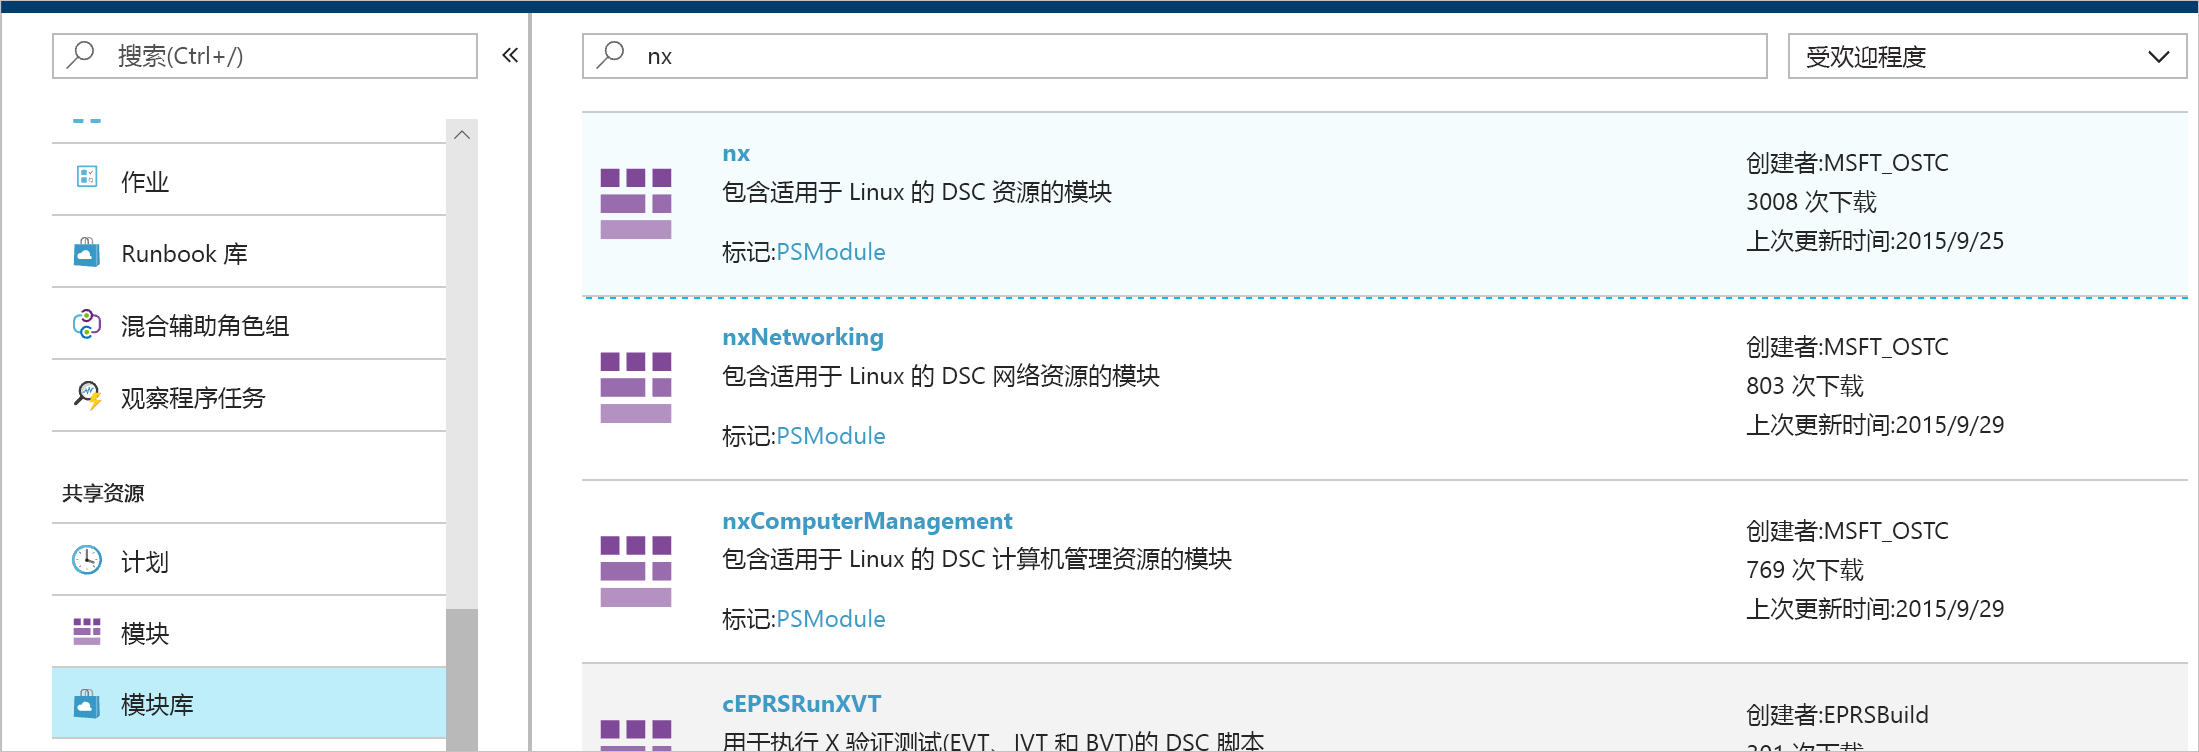 搜索(Ctrl+/)
作业
Runbook 库
混合辅助角色组
观察程序任务
共享资源
计划
模块
模块库
nx
受欢迎程度
nx
包含适用于 Linux 的 DSC 资源的模块
标记:PSModule
创建者:MSFT_OSTC
3008 次下载
上次更新时间:2015/9/25
nxNetworking
包含适用于 Linux 的 DSC 网络资源的模块
标记:PSModule
创建者:MSFT_OSTC
803 次下载
上次更新时间:2015/9/29
nxComputerManagement
包含适用于 Linux 的 DSC 计算机管理资源的模块
标记:PSModule
创建者:MSFT_OSTC
769 次下载
上次更新时间:2015/9/29
cEPRSRunXVT
用于执行 X 验证测试(EVT、IVT 和 BVT)的 DSC 脚本
创建者:EPRSBuild
301 次下载